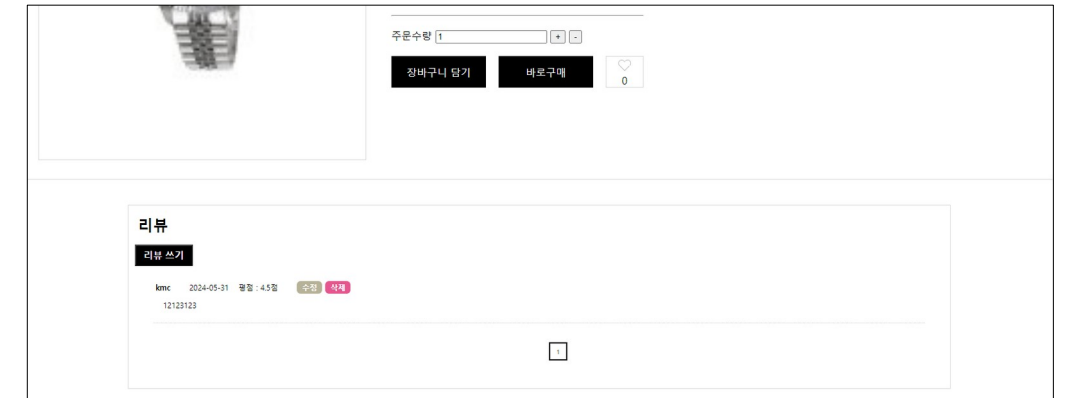 주문수량 1 + -
장바구니 담기 바로구매 ♡
0
리뷰
리뷰 쓰기
kmc 2024-05-31 평점 : 4.5점 수정 삭제
12123123
1